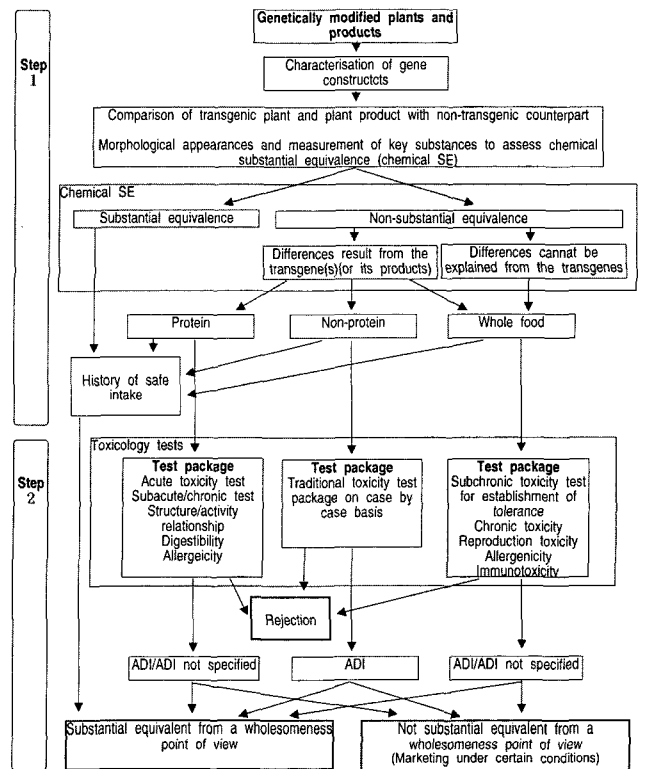 Genetically modified plants and
products
Step
1
Characterisation of gene
constructcts
Comparison of transgenic plant and plant product with non-transgenic counterpart
Morphological appearances and measurement of key substances to assess chemical
substantial equivalence (chemical SE)
Chemical SE
Substantial equivalence
Non-substantial equivalence
Differences result from the
transgene(s)(or its products)
Differences cannat be
explained from the transgenes
Protein
Non-protein
Whole food
History of safe
intake
Step
2
Toxicology tests
Test package
Acute toxicity test
Subacute/chronic test
Structure/activity
relationship
Digestibility
Allergeicity
Test package
Traditional toxicity test
package on case by
case basis
Test package
Subchronic toxicity test
for establishment of
tolerance
Chronic toxicity
Reproduction toxicity
Allergenicity
Immunotoxicity
Rejection
ADI/ADI not specified
ADI
ADI/ADI not specified
Substantial equivalent from a wholesomeness
point of view
Not substantial equivalent from a
wholesomeness point of view
(Marketing under certain conditions)